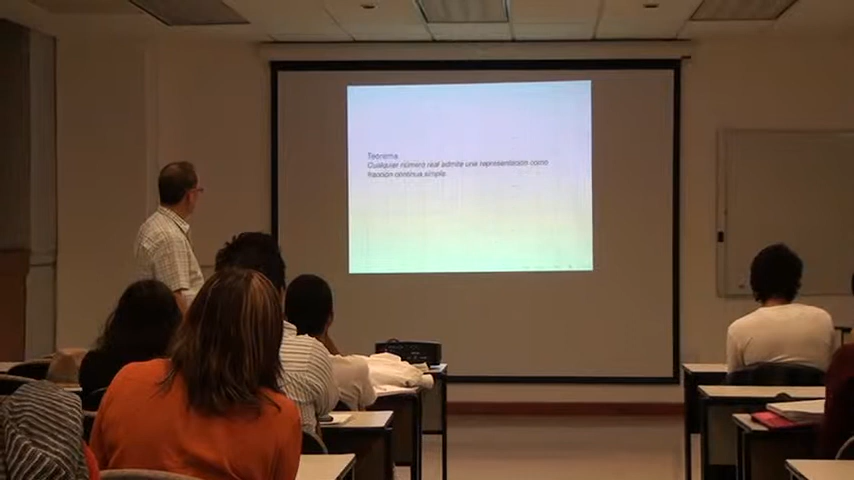 Teorema
Cualquier número real admite una representación como
fracción continua simple.